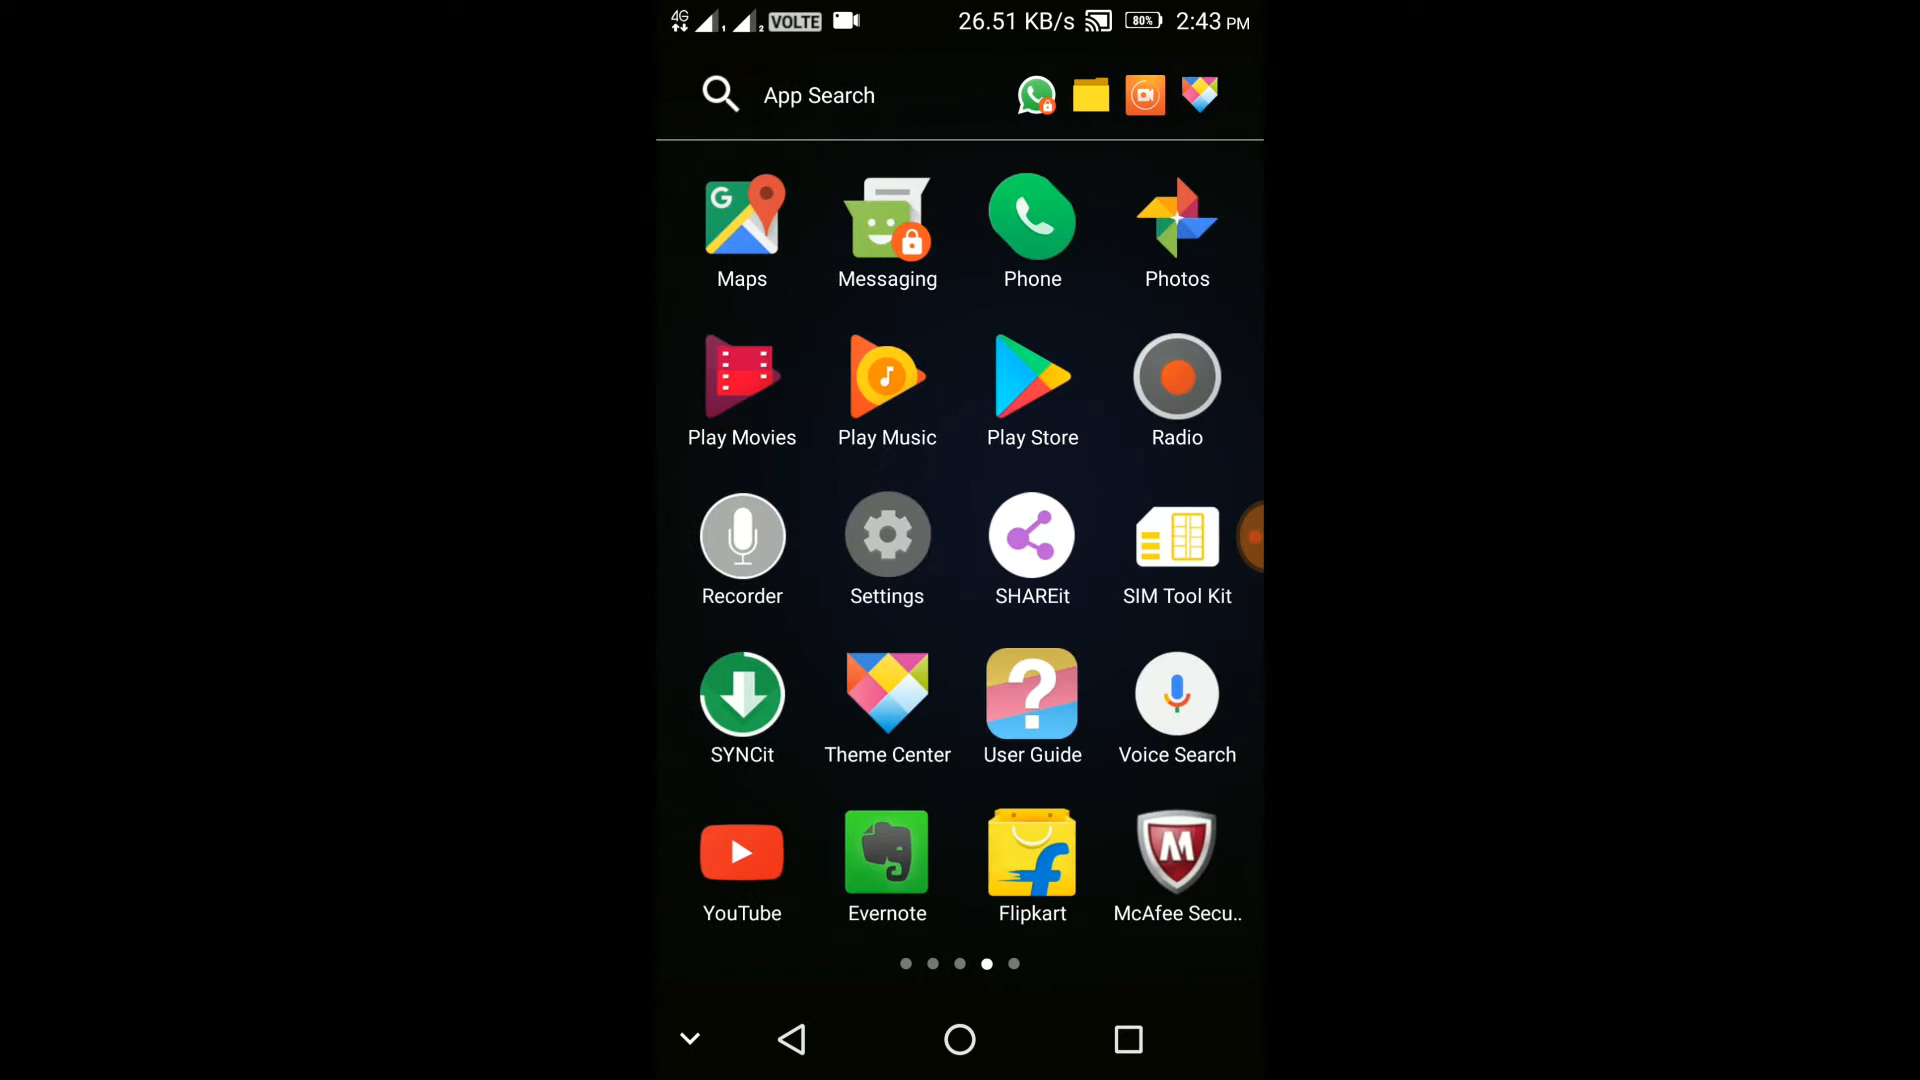 4G 1 2 VOLTE 26.51 KB/s 80% 2:43 PM
App Search
G
Maps Messaging Phone Photos
Play Movies Play Music Play Store Radio
Recorder Settings SHAREit SIM Tool Kit
?
SYNCit Theme Center User Guide Voice Search
f M
YouTube Evernote Flipkart McAfee Secu..